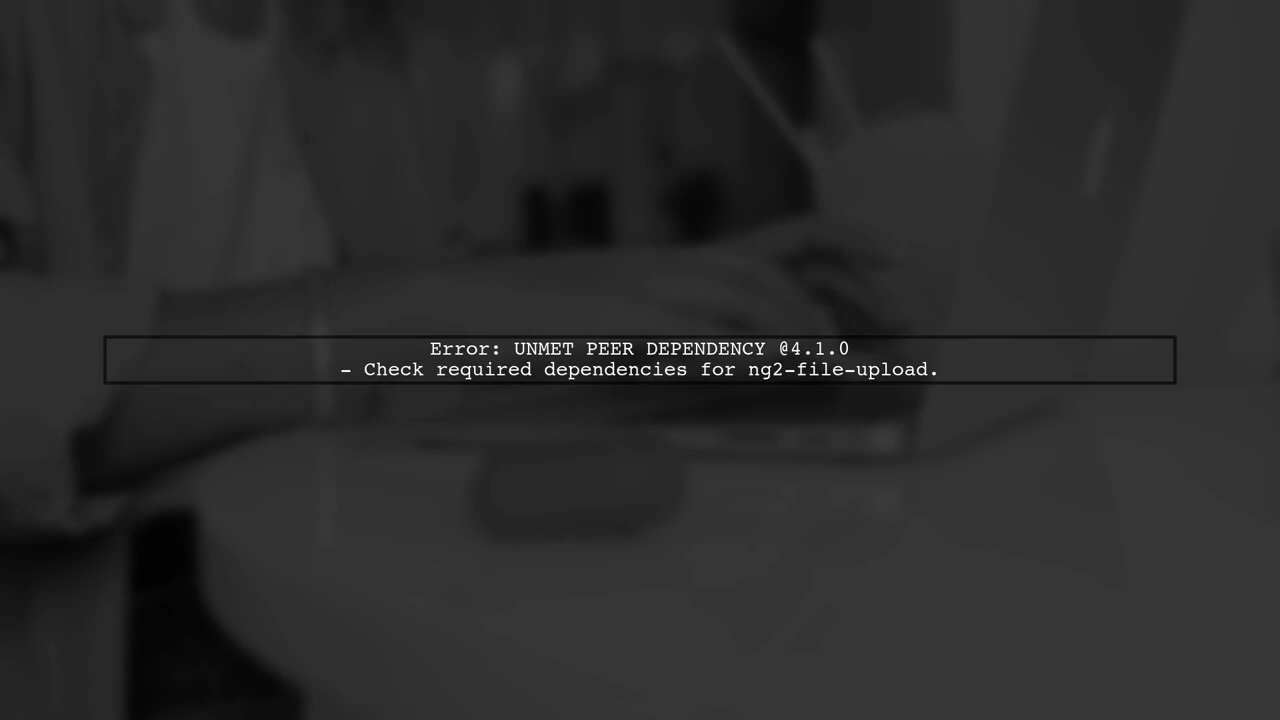 Error: UNMET PEER DEPENDENCY @4.1.0
- Check required dependencies for ng2-file-upload.